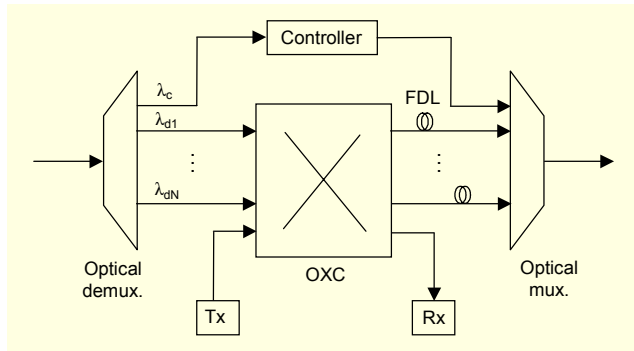 Controller
λc
FDL
λd1
⋮
⋮
λdN
Optical
demux.
OXC
Optical
mux.
Tx
Rx